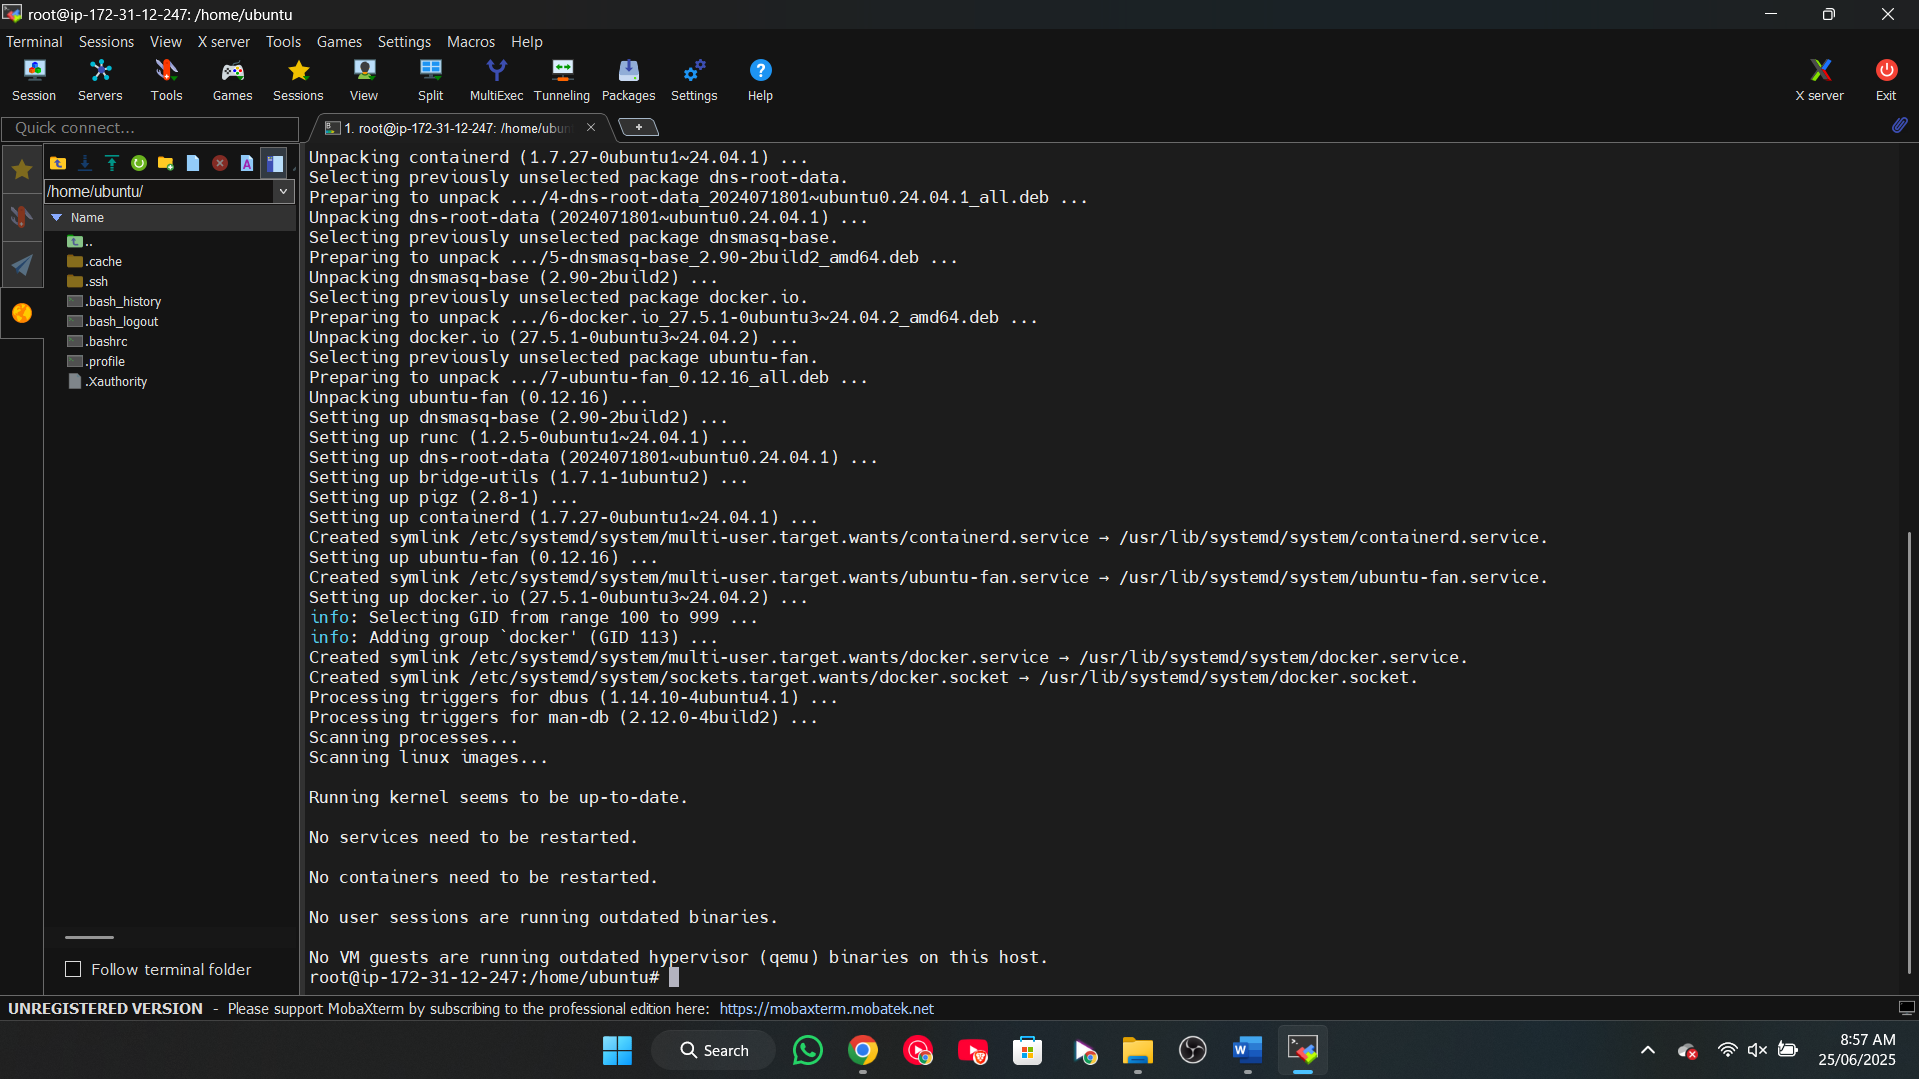 root@ip-172-31-12-247: /home/ubuntu
Terminal Sessions View X server Tools Games Settings Macros Help
Session Servers Tools Games Sessions View Split MultiExec Tunneling Packages Settings Help X server Exit
Quick connect...
1. root@ip-172-31-12-247: /home/ubun
/home/ubuntu/
Name
..
.cache
.ssh
.bash_history
.bash_logout
.bashrc
.profile
.Xauthority
Follow terminal folder
Unpacking containerd (1.7.27-0ubuntu1~24.04.1) ...
Selecting previously unselected package dns-root-data.
Preparing to unpack .../4-dns-root-data_2024071801~ubuntu0.24.04.1_all.deb ...
Unpacking dns-root-data (2024071801~ubuntu0.24.04.1) ...
Selecting previously unselected package dnsmasq-base.
Preparing to unpack .../5-dnsmasq-base_2.90-2build2_amd64.deb ...
Unpacking dnsmasq-base (2.90-2build2) ...
Selecting previously unselected package docker.io.
Preparing to unpack .../6-docker.io_27.5.1-0ubuntu3~24.04.2_amd64.deb ...
Unpacking docker.io (27.5.1-0ubuntu3~24.04.2) ...
Selecting previously unselected package ubuntu-fan.
Preparing to unpack .../7-ubuntu-fan_0.12.16_all.deb ...
Unpacking ubuntu-fan (0.12.16) ...
Setting up dnsmasq-base (2.90-2build2) ...
Setting up runc (1.2.5-0ubuntu1~24.04.1) ...
Setting up dns-root-data (2024071801~ubuntu0.24.04.1) ...
Setting up bridge-utils (1.7.1-1ubuntu2) ...
Setting up pigz (2.8-1) ...
Setting up containerd (1.7.27-0ubuntu1~24.04.1) ...
Created symlink /etc/systemd/system/multi-user.target.wants/containerd.service → /usr/lib/systemd/system/containerd.service.
Setting up ubuntu-fan (0.12.16) ...
Created symlink /etc/systemd/system/multi-user.target.wants/ubuntu-fan.service → /usr/lib/systemd/system/ubuntu-fan.service.
Setting up docker.io (27.5.1-0ubuntu3~24.04.2) ...
info: Selecting GID from range 100 to 999 ...
info: Adding group `docker' (GID 113) ...
Created symlink /etc/systemd/system/multi-user.target.wants/docker.service → /usr/lib/systemd/system/docker.service.
Created symlink /etc/systemd/system/sockets.target.wants/docker.socket → /usr/lib/systemd/system/docker.socket.
Processing triggers for dbus (1.14.10-4ubuntu4.1) ...
Processing triggers for man-db (2.12.0-4build2) ...
Scanning processes...
Scanning linux images...
Running kernel seems to be up-to-date.
No services need to be restarted.
No containers need to be restarted.
No user sessions are running outdated binaries.
No VM guests are running outdated hypervisor (qemu) binaries on this host.
root@ip-172-31-12-247:/home/ubuntu#
UNREGISTERED VERSION - Please support MobaXterm by subscribing to the professional edition here: https://mobaxterm.mobatek.net
Search
8:57 AM
25/06/2025